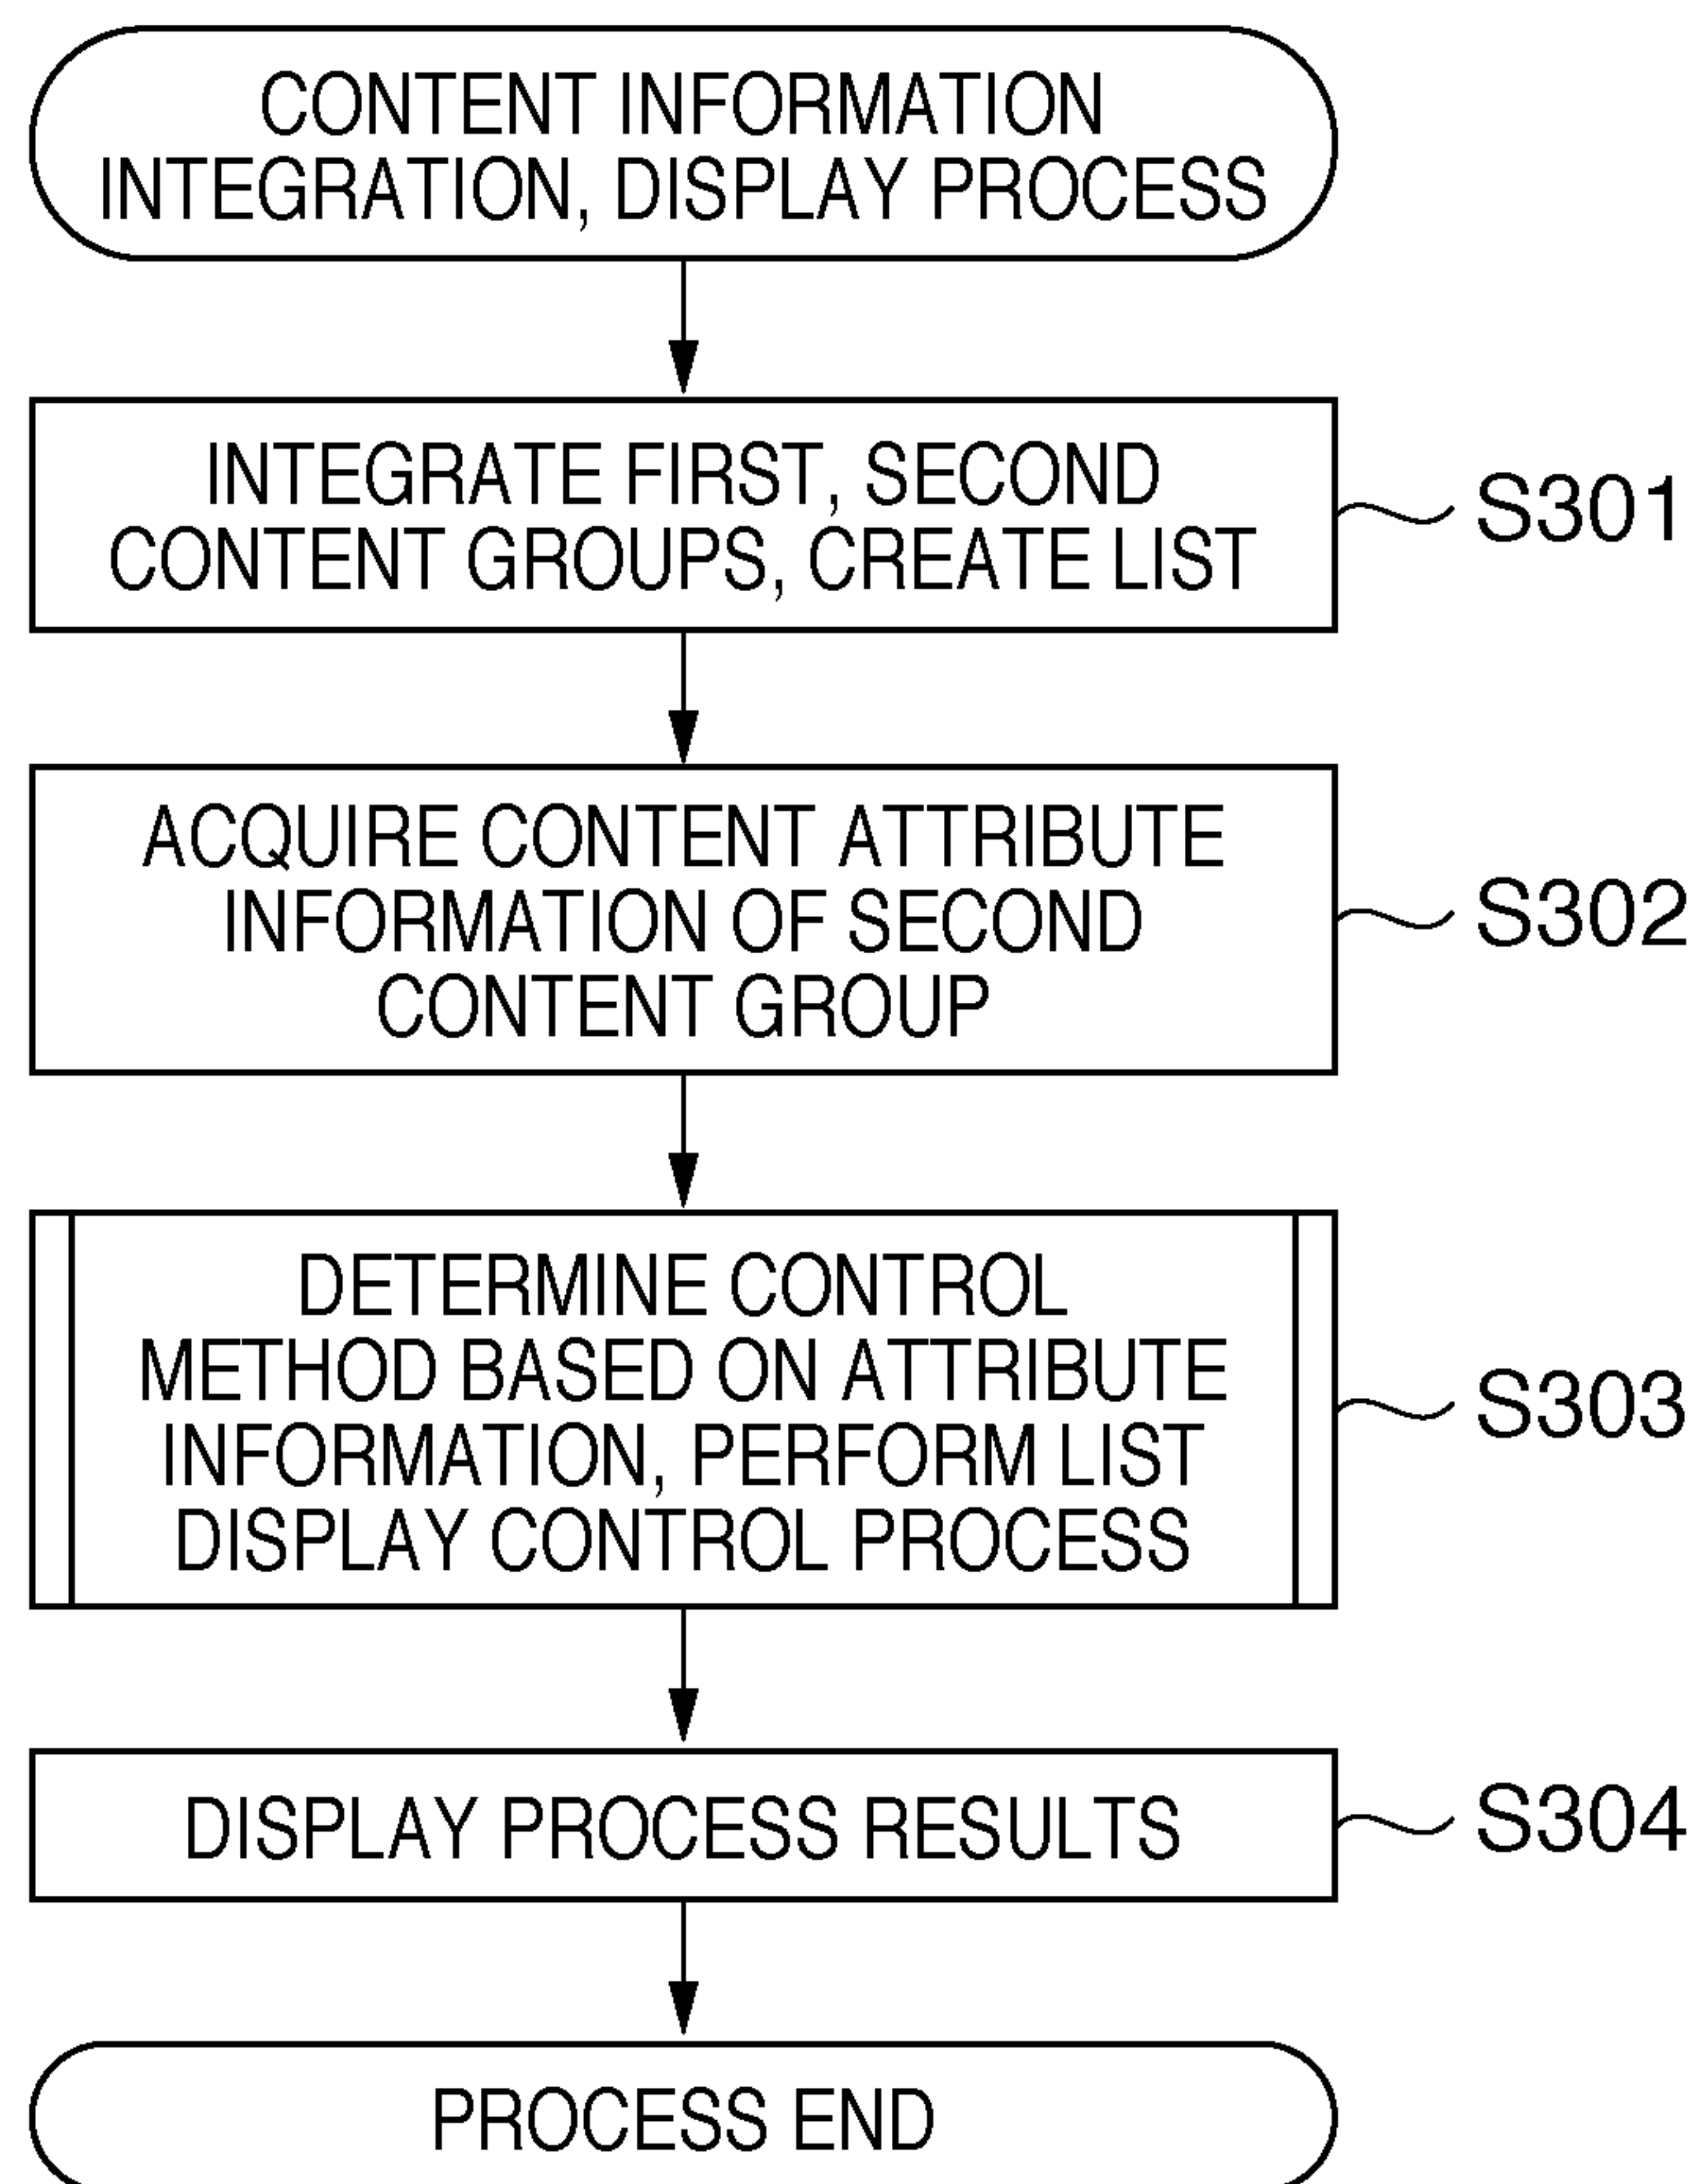 CONTENT INFORMATION
INTEGRATION, DISPLAY PROCESS
INTEGRATE FIRST, SECOND
CONTENT GROUPS, CREATE LIST
S301
ACQUIRE CONTENT ATTRIBUTE
INFORMATION OF SECOND
CONTENT GROUP
S302
DETERMINE CONTROL
METHOD BASED ON ATTRIBUTE
INFORMATION, PERFORM LIST
DISPLAY CONTROL PROCESS
S303
DISPLAY PROCESS RESULTS
S304
PROCESS END